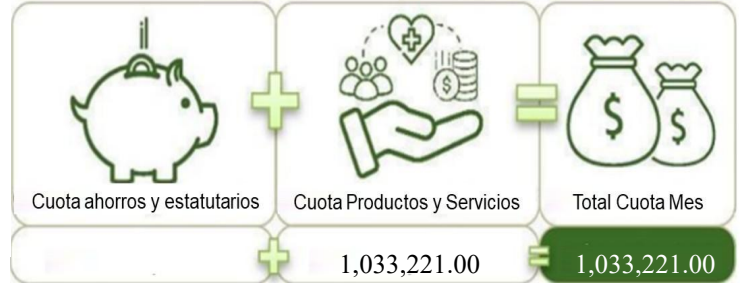 Cuota ahorros y estatutarios
Cuota Productos y Servicios
Total Cuota Mes
1,033,221.00
1,033,221.00